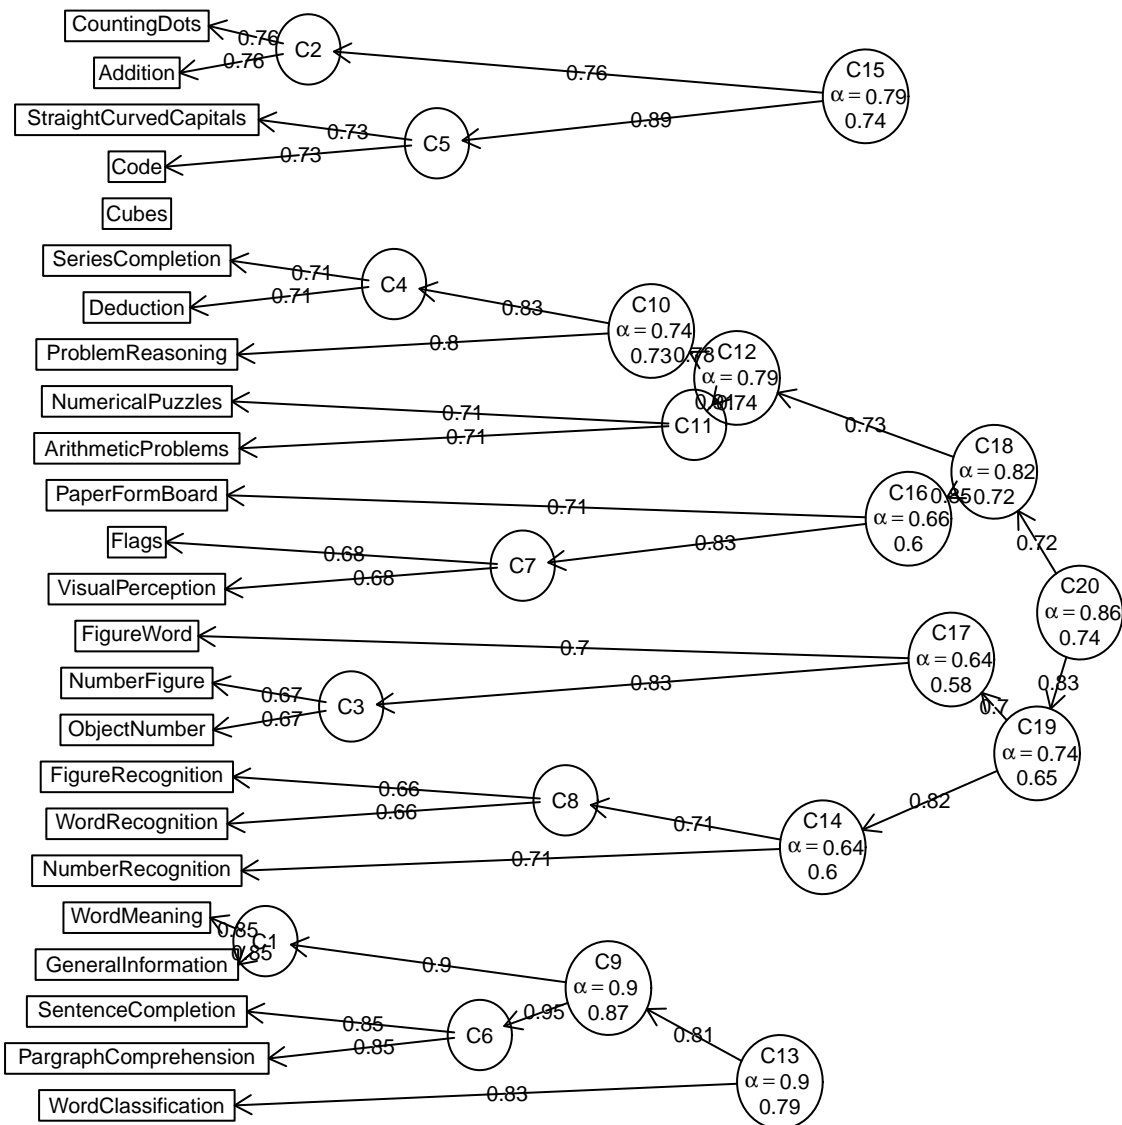 CountingDots
0.76
C2
Addition
0.76
0.76
C15
α = 0.79
0.74
StraightCurvedCapitals
0.73
C5
0.89
Code
0.73
Cubes
SeriesCompletion
0.71
C4
Deduction
0.71
0.83
C10
α = 0.74
0.73
ProblemReasoning
0.8
0.78
C12
α = 0.79
0.74
NumericalPuzzles
0.71
C11
0.91
ArithmeticProblems
0.71
0.73
C18
α = 0.82
0.72
PaperFormBoard
0.71
C16
α = 0.66
0.6
0.85
Flags
0.68
C7
0.83
VisualPerception
0.68
0.72
C20
α = 0.86
0.74
FigureWord
0.7
C17
α = 0.64
0.58
NumberFigure
0.67
C3
0.83
ObjectNumber
0.67
0.7
0.83
C19
α = 0.74
0.65
FigureRecognition
0.66
C8
WordRecognition
0.66
0.71
0.82
C14
α = 0.64
0.6
NumberRecognition
0.71
WordMeaning
0.85
C1
GeneralInformation
0.85
0.9
C9
α = 0.9
0.87
SentenceCompletion
0.85
C6
0.95
PargraphComprehension
0.85
0.81
C13
α = 0.9
0.79
WordClassification
0.83